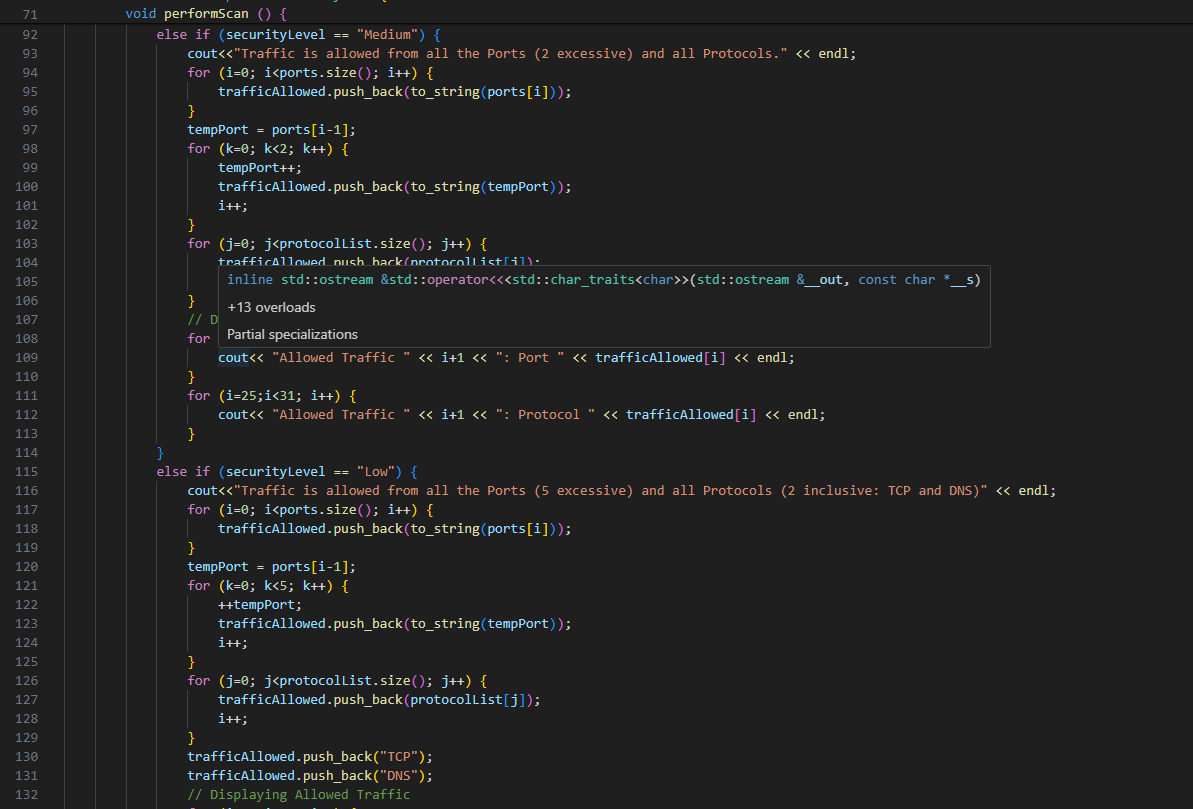 71 void performScan () {
92 else if (securityLevel == "Medium") {
93 cout<<"Traffic is allowed from all the Ports (2 excessive) and all Protocols." << endl;
94 for (i=0; i<ports.size(); i++) {
95 trafficAllowed.push_back(to_string(ports[i]));
96 }
97 tempPort = ports[i-1];
98 for (k=0; k<2; k++) {
99 tempPort++;
100 trafficAllowed.push_back(to_string(tempPort));
101 i++;
102 }
103 for (j=0; j<protocolList.size(); j++) {
104 trafficAllowed.push_back(protocolList[j]);
105
inline std::ostream &std::operator<<<std::char_traits<char>>(std::ostream &__out, const char *__s)
106 }
+13 overloads
107 // D
108 for
Partial specializations
109 cout<< "Allowed Traffic " << i+1 << ": Port " << trafficAllowed[i] << endl;
110 }
111 for (i=25;i<31; i++) {
112 cout<< "Allowed Traffic " << i+1 << ": Protocol " << trafficAllowed[i] << endl;
113 }
114 }
115 else if (securityLevel == "Low") {
116 cout<<"Traffic is allowed from all the Ports (5 excessive) and all Protocols (2 inclusive: TCP and DNS)" << endl;
117 for (i=0; i<ports.size(); i++) {
118 trafficAllowed.push_back(to_string(ports[i]));
119 }
120 tempPort = ports[i-1];
121 for (k=0; k<5; k++) {
122 ++tempPort;
123 trafficAllowed.push_back(to_string(tempPort));
124 i++;
125 }
126 for (j=0; j<protocolList.size(); j++) {
127 trafficAllowed.push_back(protocolList[j]);
128 i++;
129 }
130 trafficAllowed.push_back("TCP");
131 trafficAllowed.push_back("DNS");
132 // Displaying Allowed Traffic